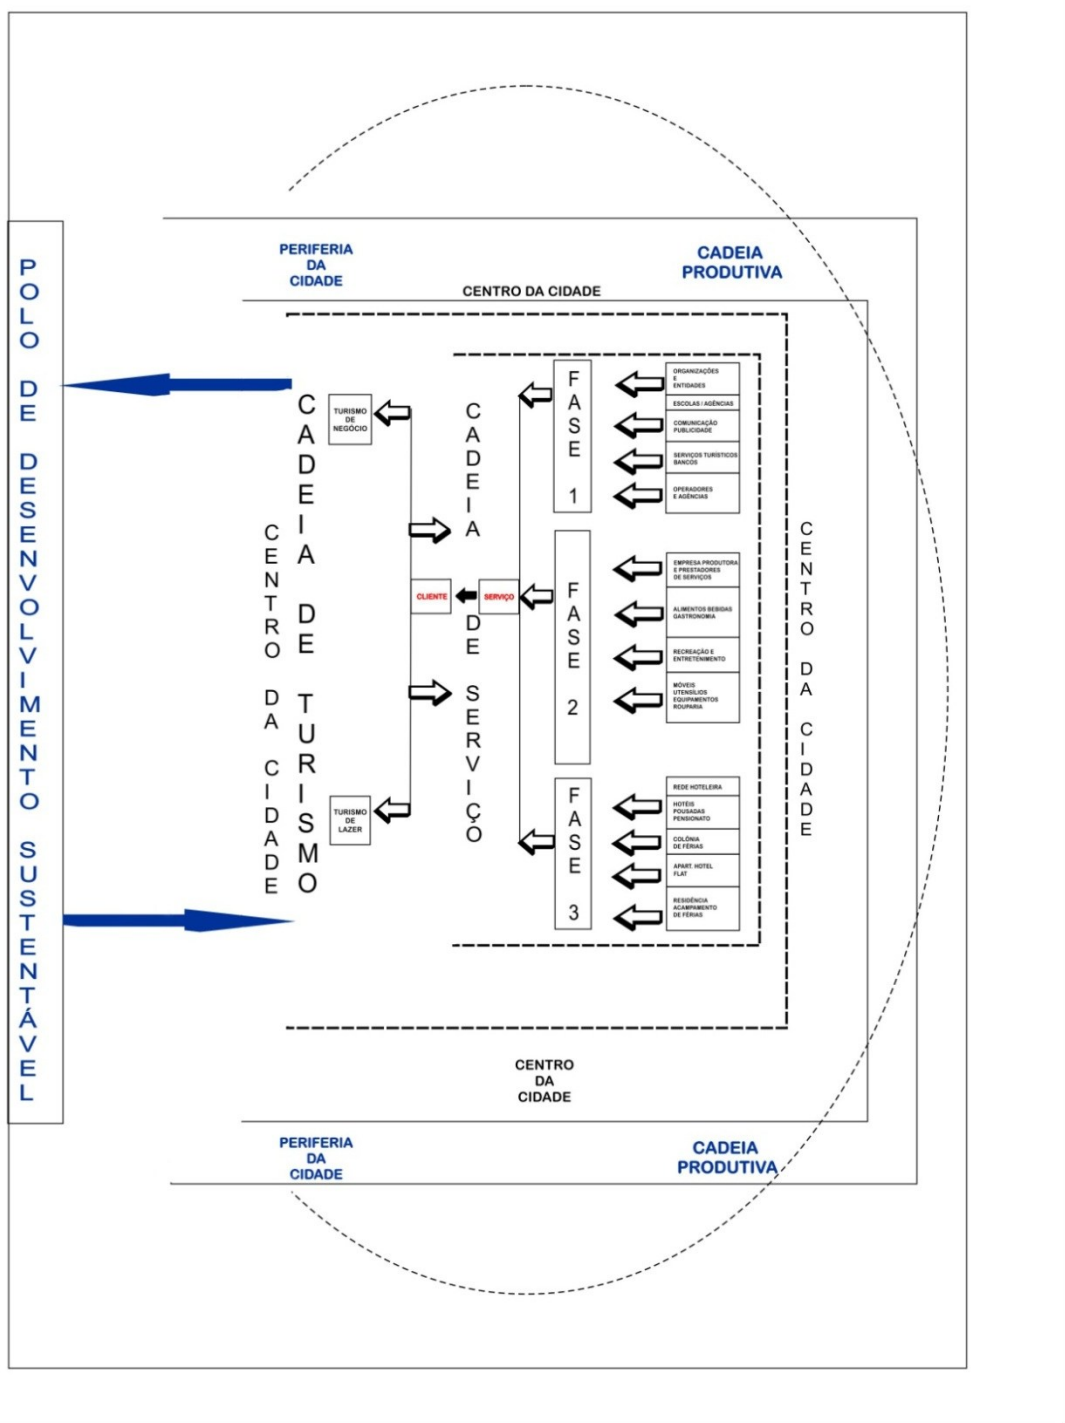 PERIFERIA
DA
CIDADE
CADEIA
PRODUTIVA
CENTRO DA CIDADE
POLO DE DESENVOLVIMENTO SUSTENTÁVEL
CENTRO DA CIDADE
CADEIA DE TURISMO
TURISMO
DE
NEGÓCIO
TURISMO
DE
LAZER
CLIENTE
SERVIÇO
CADEIA DE SERVIÇO
FASE 1
ORGANIZAÇÕES
E
ENTIDADES
ESCOLAS / AGÊNCIAS
COMUNICAÇÃO
PUBLICIDADE
SERVIÇOS TURÍSTICOS
BANCOS
OPERADORES
E AGÊNCIAS
FASE 2
EMPRESA PRODUTORA
E PRESTADORES
DE SERVIÇOS
ALIMENTOS BEBIDAS
GASTRONOMIA
RECREAÇÃO E
ENTRETENIMENTO
MÓVEIS
UTENSÍLIOS
EQUIPAMENTOS
ROUPARIA
FASE 3
REDE HOTELEIRA
HOTÉIS
POUSADAS
PENSIONATO
COLÔNIA
DE FÉRIAS
APART. HOTEL
FLAT
RESIDÊNCIA
ACAMPAMENTO
DE FÉRIAS
CENTRO DA CIDADE
CENTRO
DA
CIDADE
PERIFERIA
DA
CIDADE
CADEIA
PRODUTIVA